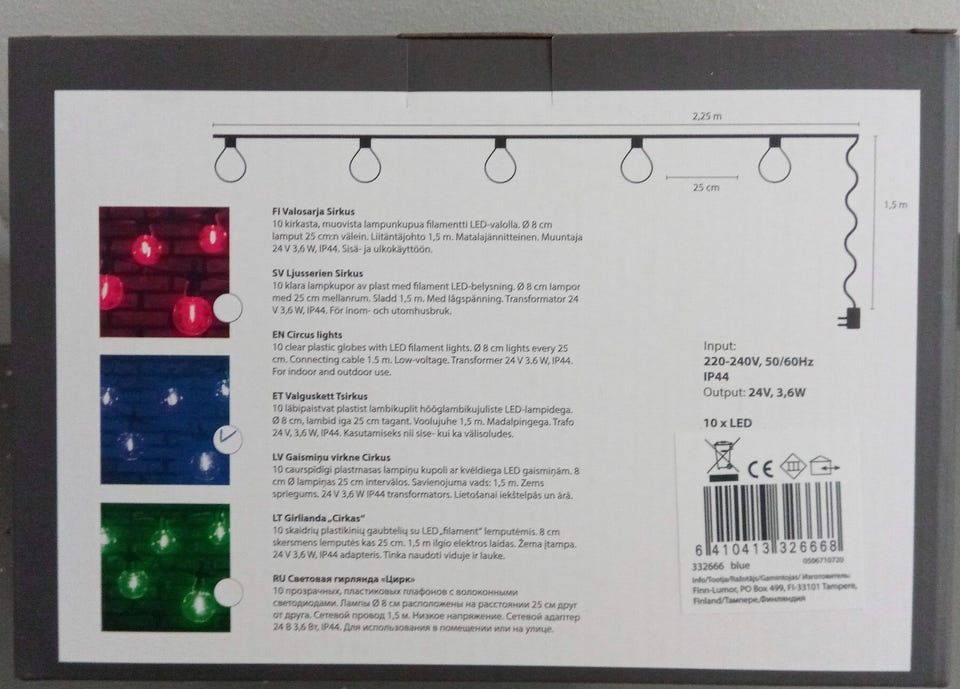 2,25 m
25 cm
1,5 m
FI Valosarja Sirkus
10 kirkasta, muovista lampunkupua filamentti LED-valolla. Ø 8 cm
lamput 25 cm:n välein. Liitäntäjohto 1,5 m. Matalajännitteinen. Muuntaja
24 V 3,6 W, IP44. Sisä- ja ulkokäyttöön.
SV Ljusserien Sirkus
10 klara lampkupor av plast med filament LED-belysning. Ø 8 cm lampor
med 25 cm mellanrum. Sladd 1,5 m. Med lågspänning. Transformator 24
V 3,6 W, IP44. För inom- och utomhusbruk.
EN Circus lights
10 clear plastic globes with LED filament lights. Ø 8 cm lights every 25
cm. Connecting cable 1.5 m. Low-voltage. Transformer 24 V 3,6 W, IP44.
For indoor and outdoor use.
ET Valguskett Tsirkus
10 läbipaistvat plastist lambikuplit hõõglambikujuliste LED-lampidega.
Ø 8 cm, lambid iga 25 cm tagant. Voolujuhe 1,5 m. Madalpingega. Trafo
24 V, 3,6 W, IP44. Kasutamiseks nii sise- kui ka välisoludes.
LV Gaismiņu virkne Cirkus
10 caurspīdīgi plastmasas lampiņu kupoli ar kvēldiega LED gaismiņām. 8
cm Ø lampiņas 25 cm intervālos. Savienojuma vads: 1,5 m. Zems
spriegums. 24 V 3,6 W IP44 transformators. Lietošanai iekštelpās un ārā.
LT Girlianda „Cirkas“
10 skaidrių plastikinių gaubtelių su LED „filament“ lemputėmis. 8 cm
skersmens lemputės kas 25 cm. 1,5 m ilgio elektros laidas. Žema įtampa.
24 V 3,6 W, IP44 adapteris. Tinka naudoti viduje ir lauke.
RU Световая гирлянда «Цирк»
10 прозрачных, пластиковых плафонов с волоконными
светодиодами. Лампы Ø 8 см расположены на расстоянии 25 см друг
от друга. Сетевой провод 1,5 м. Низкое напряжение. Сетевой адаптер
24 В 3,6 Вт, IP44. Для использования в помещении или на улице.
Input:
220-240V, 50/60Hz
IP44
Output: 24V, 3,6W
10 x LED
CE
6 410413 326668
332666 blue
0506710720
Info/Tootja/Ražotājs/Gamintojas/ Изготовитель:
Finn-Lumor, PO Box 499, FI-33101 Tampere,
Finland/Тампере,Финляндия